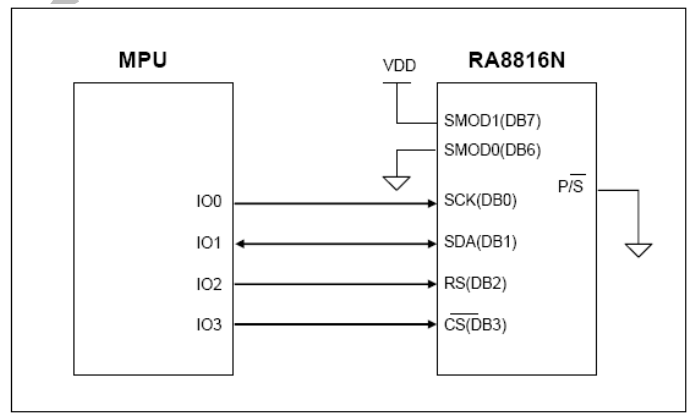 MPU
RA8816N
VDD
SMOD1(DB7)
SMOD0(DB6)
P/S
IO0
SCK(DB0)
IO1
SDA(DB1)
IO2
RS(DB2)
IO3
CS(DB3)